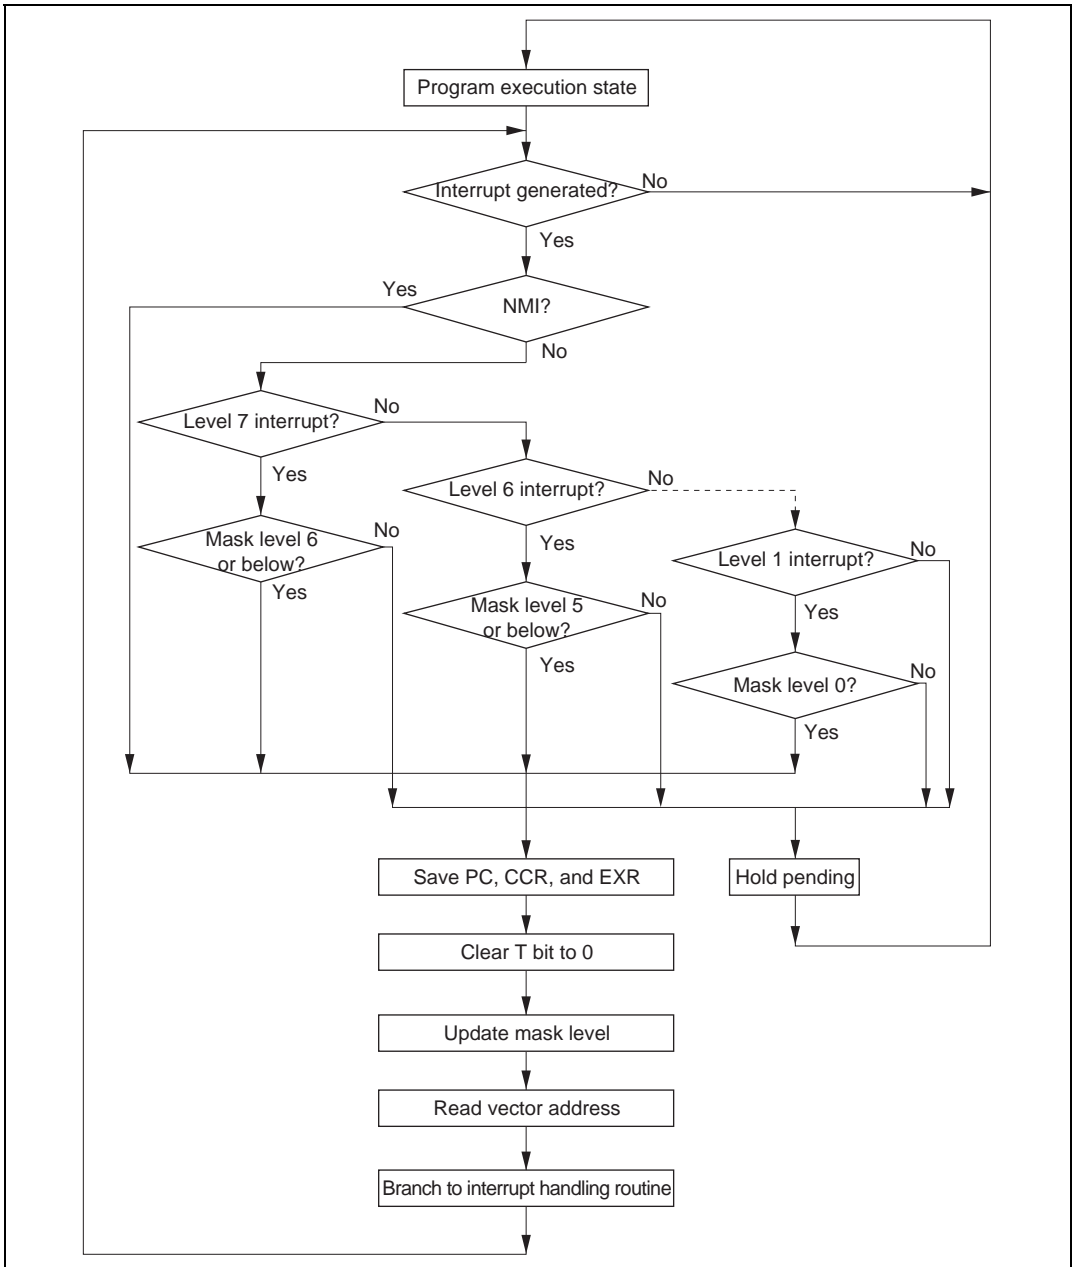 Program execution state
Interrupt generated?
No
Yes
Yes
NMI?
No
Level 7 interrupt?
No
Yes
Level 6 interrupt?
No
Mask level 6
or below?
No
Yes
Yes
Level 1 interrupt?
No
Mask level 5
or below?
No
Yes
Yes
Mask level 0?
No
Yes
Save PC, CCR, and EXR
Hold pending
Clear T bit to 0
Update mask level
Read vector address
Branch to interrupt handling routine